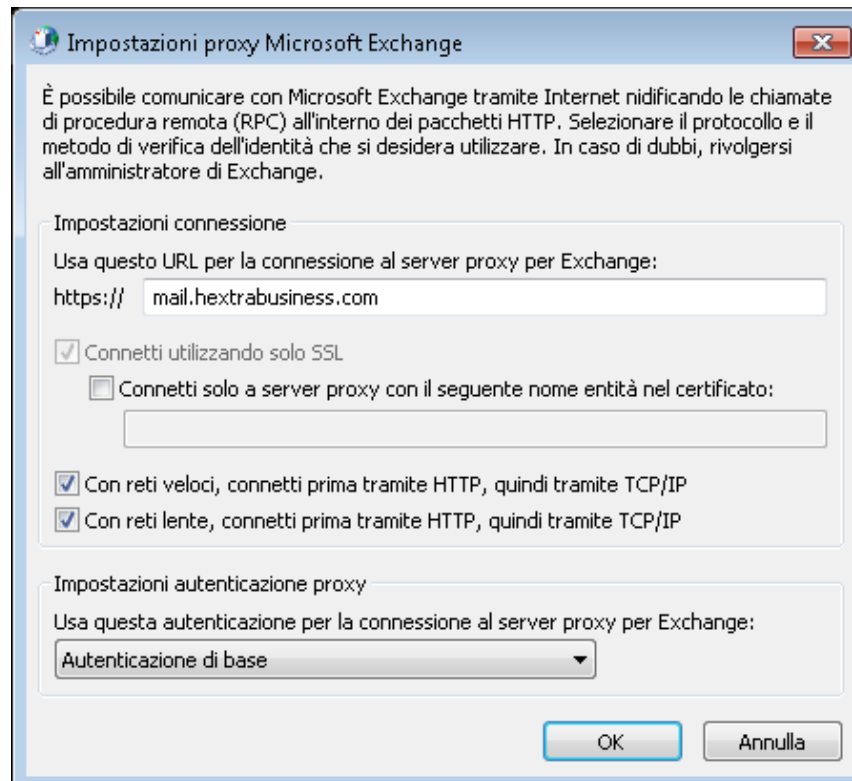 Impostazioni proxy Microsoft Exchange
È possibile comunicare con Microsoft Exchange tramite Internet nidificando le chiamate
di procedura remota (RPC) all'interno dei pacchetti HTTP. Selezionare il protocollo e il
metodo di verifica dell'identità che si desidera utilizzare. In caso di dubbi, rivolgersi
all'amministratore di Exchange.
Impostazioni connessione
Usa questo URL per la connessione al server proxy per Exchange:
https:// mail.hextrabusiness.com
Connetti utilizzando solo SSL
Connetti solo a server proxy con il seguente nome entità nel certificato:
Con reti veloci, connetti prima tramite HTTP, quindi tramite TCP/IP
Con reti lente, connetti prima tramite HTTP, quindi tramite TCP/IP
Impostazioni autenticazione proxy
Usa questa autenticazione per la connessione al server proxy per Exchange:
Autenticazione di base
OK Annulla